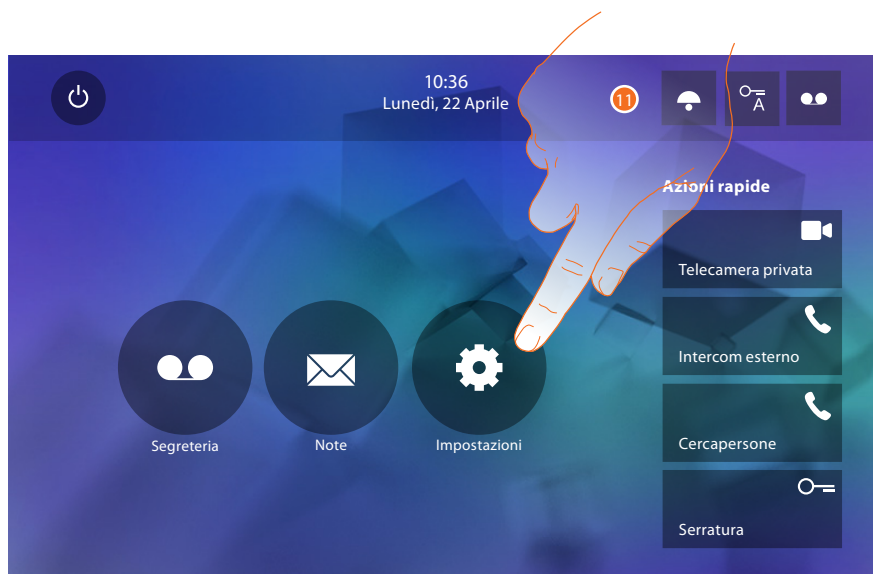 10:36
Lunedì, 22 Aprile
11
A
Azioni rapide
Telecamera privata
Intercom esterno
Cercapersone
Serratura
Segreteria
Note
Impostazioni